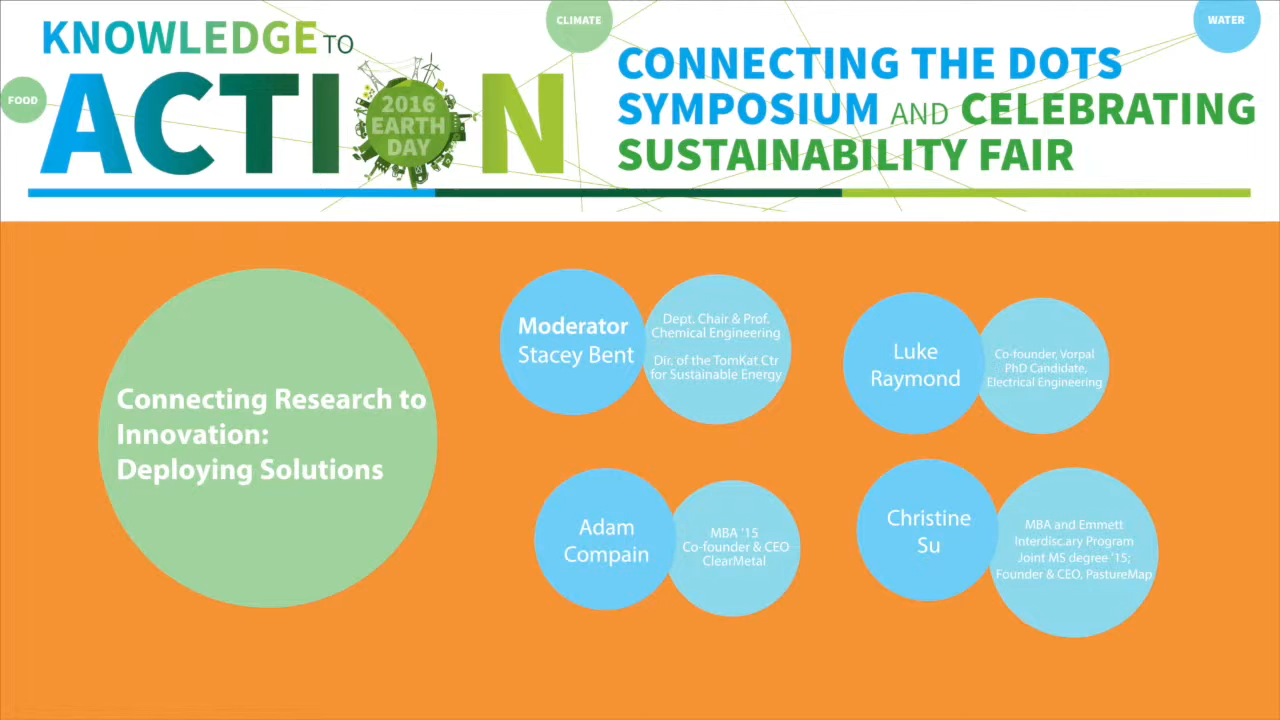 KNOWLEDGE TO
ACTION
2016
EARTH
DAY
FOOD
CLIMATE
WATER
CONNECTING THE DOTS
SYMPOSIUM AND CELEBRATING
SUSTAINABILITY FAIR
Connecting Research to
Innovation:
Deploying Solutions
Moderator
Stacey Bent
Dept. Chair & Prof.
Chemical Engineering
Dir. of the TomKat Ctr
for Sustainable Energy
Luke
Raymond
Co-founder, Vorpal
PhD Candidate,
Electrical Engineering
Adam
Compain
MBA '15
Co-founder & CEO
ClearMetal
Christine
Su
MBA and Emmett
Interdisc.ary Program
Joint MS degree '15;
Founder & CEO, PastureMap